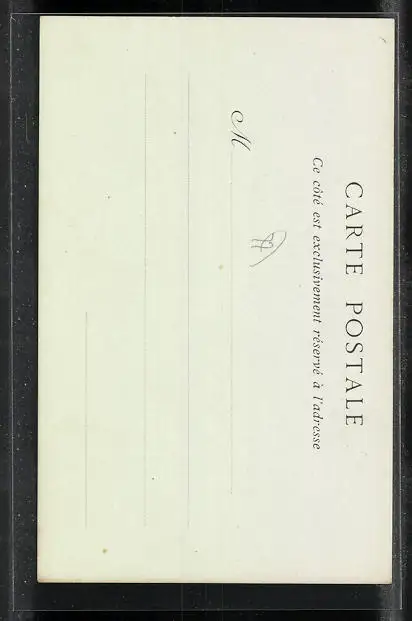 CARTE POSTALE
Ce côté est exclusivement réservé à l'adresse
M